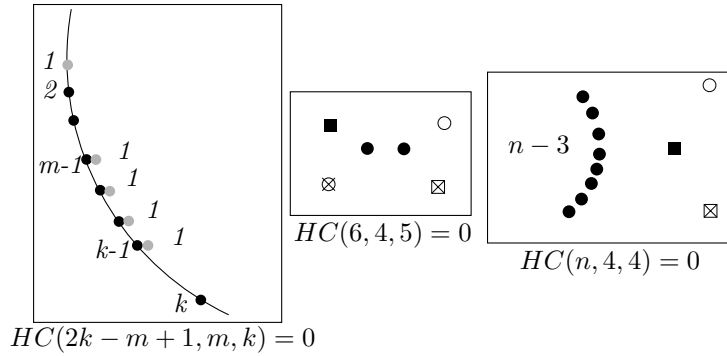 1
2
m-1 1
1
1
k-1 1
k
HC(2k − m + 1, m, k) = 0
HC(6, 4, 5) = 0
n − 3
HC(n, 4, 4) = 0